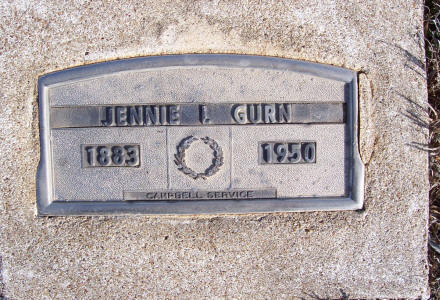 JENNIE L GURN
1883 1950
CAMPBELL SERVICE